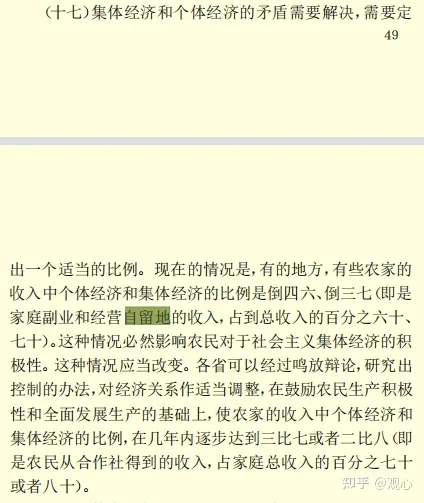 (十七)集体经济和个体经济的矛盾需要解决,需要定
49
出一个适当的比例。现在的情况是,有的地方,有些农家的
收入中个体经济和集体经济的比例是倒四六、倒三七(即是
家庭副业和经营自留地的收入,占到总收入的百分之六十、
七十)。这种情况必然影响农民对于社会主义集体经济的积
极性。这种情况应当改变。各省可以经过鸣放辩论,研究出
控制的办法,对经济关系作适当调整,在鼓励农民生产积极
性和全面发展生产的基础上,使农家的收入中个体经济和
集体经济的比例,在几年内逐步达到三比七或者二比八(即
是农民从合作社得到的收入,占家庭总收入的百分之七十
或者八十)。
知乎 @观心